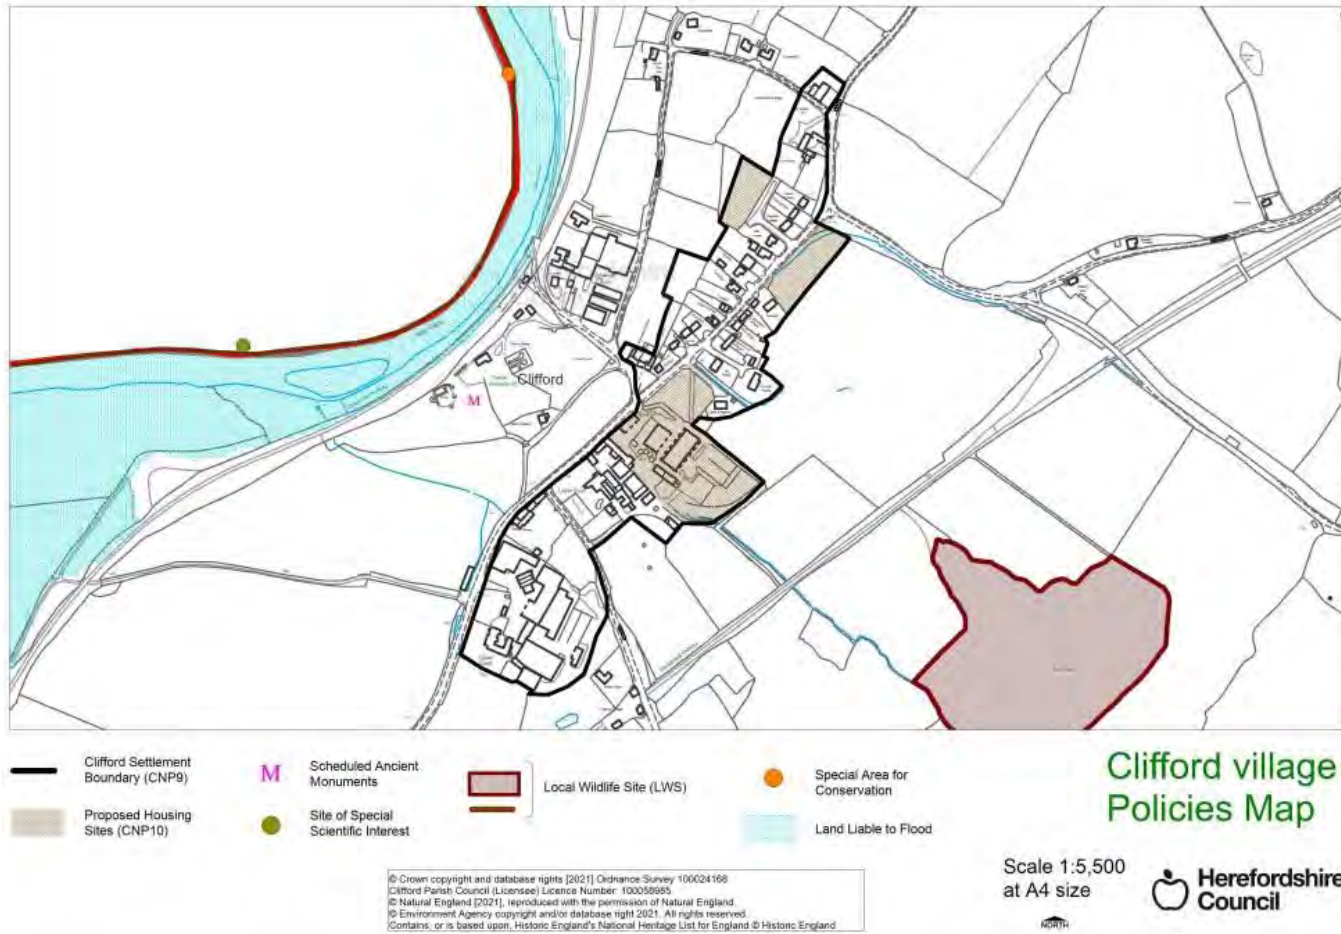 Clifford
M
Clifford Settlement
Boundary (CNP9)
Proposed Housing
Sites (CNP10)
M
Scheduled Ancient
Monuments
Site of Special
Scientific Interest
Local Wildlife Site (LWS)
Special Area for
Conservation
Land Liable to Flood
Clifford village
Policies Map
Scale 1:5,500
at A4 size
NORTH
Herefordshire
Council
© Crown copyright and database rights [2021] Ordnance Survey 100024168
Clifford Parish Council (Licensee) Licence Number: 100058985
© Natural England [2021], reproduced with the permission of Natural England.
© Environment Agency copyright and/or database right 2021. All rights reserved.
Contains, or is based upon, Historic England's National Heritage List for England © Historic England